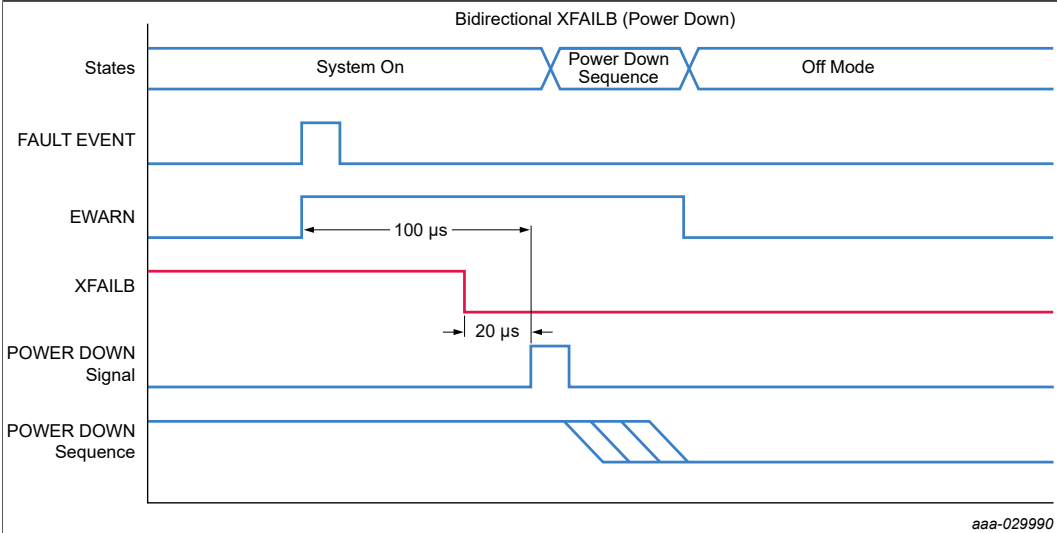 Bidirectional XFAILB (Power Down)
States
System On
Power Down
Sequence
Off Mode
FAULT EVENT
EWARN
100 µs
XFAILB
20 µs
POWER DOWN
Signal
POWER DOWN
Sequence
aaa-029990